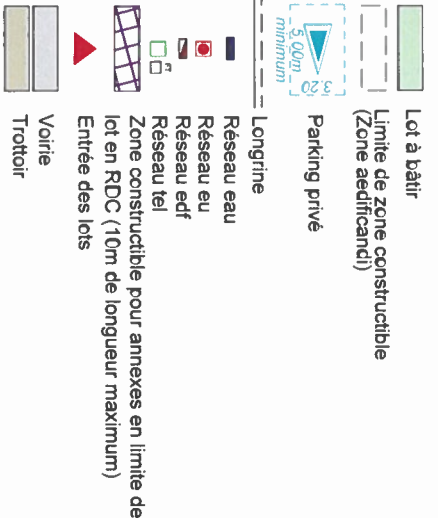 Lot à bâtir
Limite de zone constructible
(Zone aedificandi)
3.20
5.00m
minimum
Parking privé
Longrine
Réseau eau
Réseau eu
Réseau edf
FT
Réseau tel
Zone constructible pour annexes en limite de
lot en RDC (10m de longueur maximum)
Entrée des lots
Voirie
Trottoir